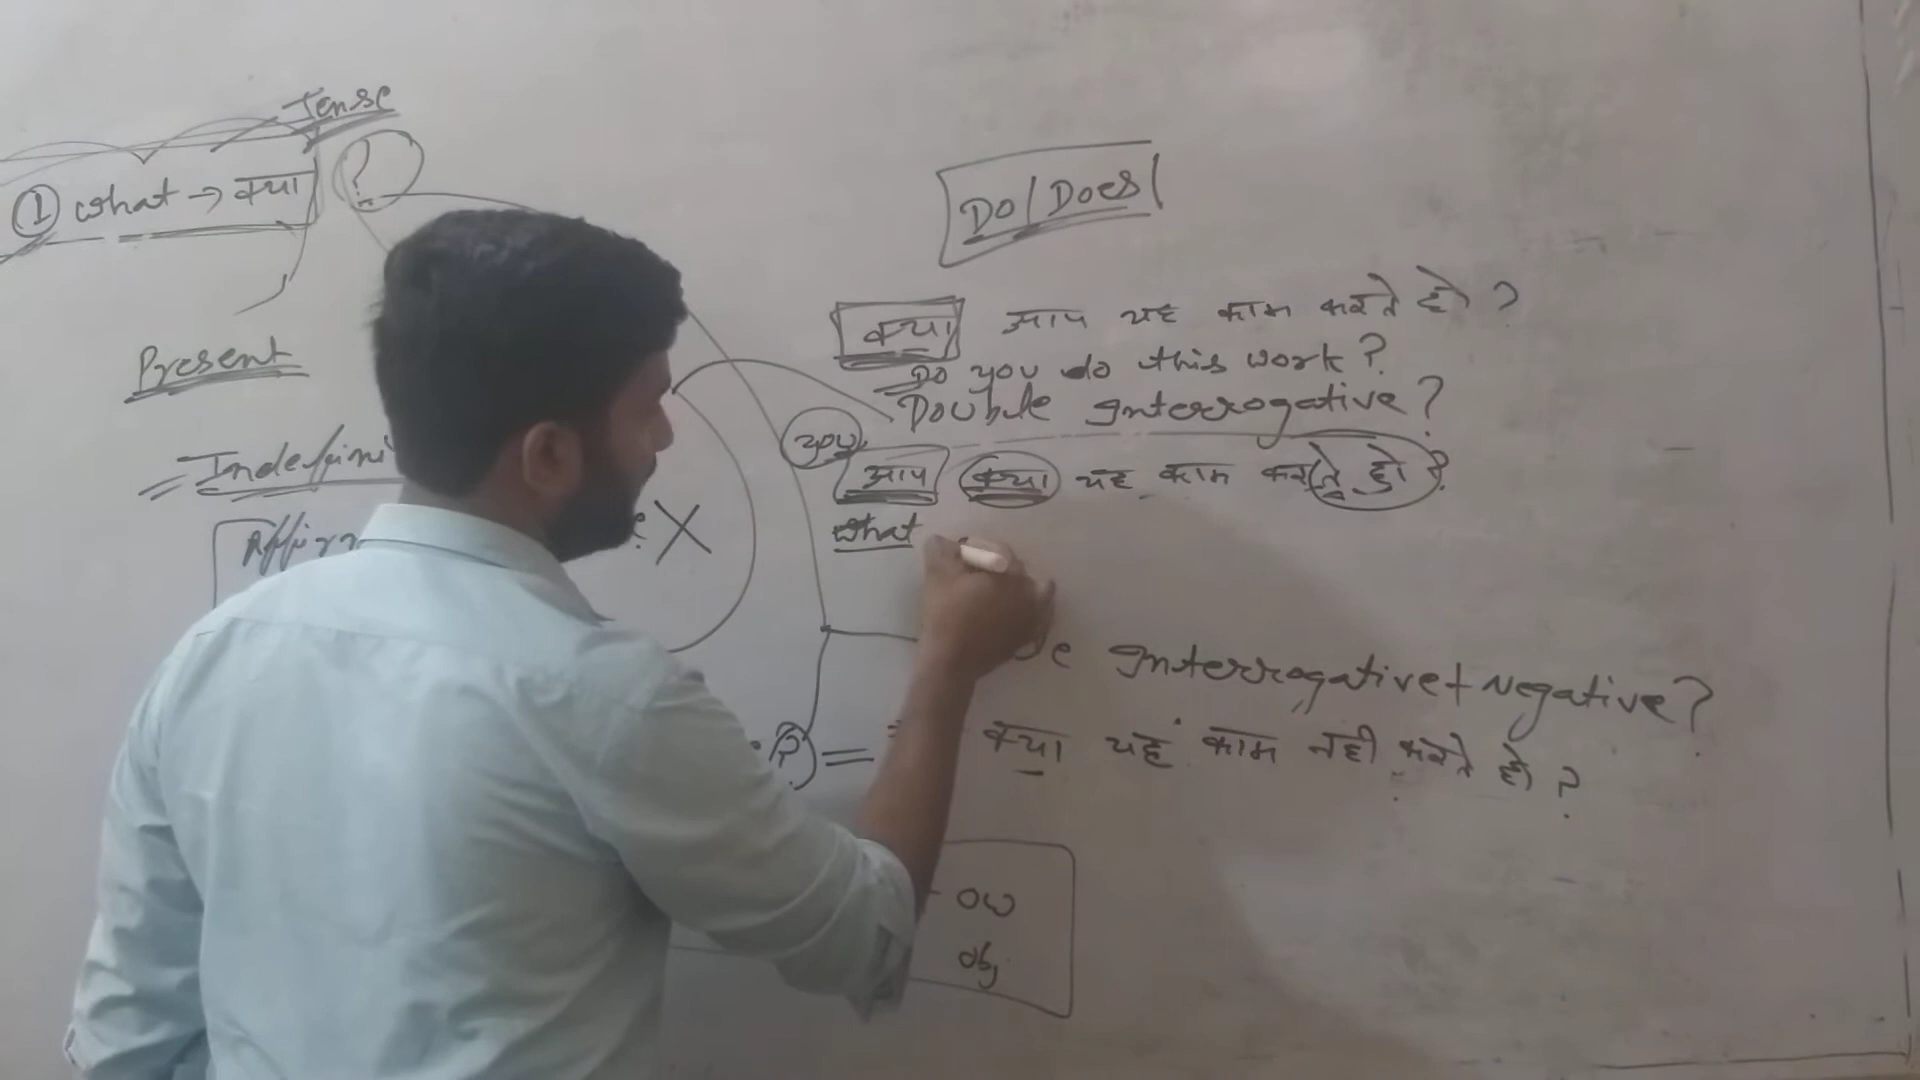 Tense
① what → क्या ?
Present
Indefini
Affir
X
DO/DOES
क्या आप यह काम करते हो ?
DO you do this work ?
Double Interrogative ?
you
आप क्या यह काम करते हो ?
what
Interrogative + Negative ?
(?) = क्या यह काम नही करते हो ?
ow
obj